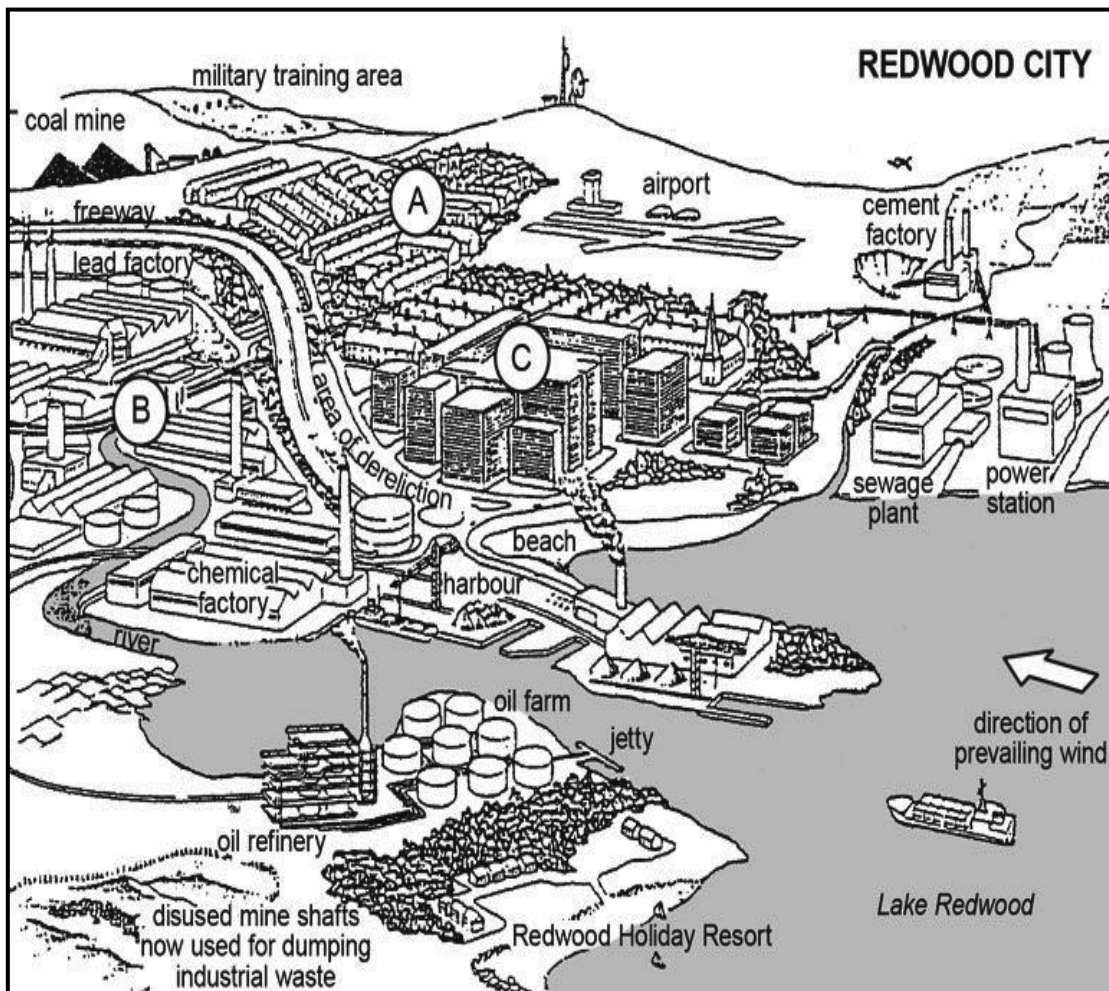 REDWOOD CITY
military training area
coal mine
A
airport
freeway
cement
factory
lead factory
C
B
area of dereliction
sewage
plant
power
station
beach
chemical
factory
harbour
river
oil farm
jetty
direction of
prevailing wind
oil refinery
Lake Redwood
disused mine shafts
now used for dumping
industrial waste
Redwood Holiday Resort